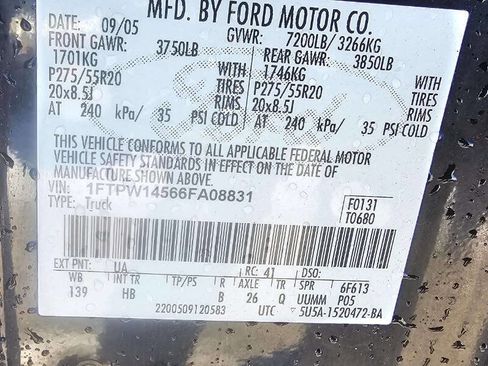 MFD. BY FORD MOTOR CO.
DATE: 09/05 GVWR: 7200LB/ 3266KG
FRONT GAWR: 3750LB REAR GAWR: 3850LB
1701KG WITH 1746KG WITH
P275/55R20 TIRES P275/55R20 TIRES
20x8.5J RIMS 20x8.5J RIMS
AT 240 kPa/ 35 PSI COLD AT 240 kPa/ 35 PSI COLD
THIS VEHICLE CONFORMS TO ALL APPLICABLE FEDERAL MOTOR
VEHICLE SAFETY STANDARDS IN EFFECT ON THE DATE OF
MANUFACTURE SHOWN ABOVE.
VIN: 1FTPW14566FA08831 F0131
TYPE: Truck T0680
EXT PNT: UA RC: 41 DSO:
WB INT TR TP/PS R AXLE TR SPR 6F613
139 HB B 26 Q UUMM P05
2200509120583 UTC 5U5A-1520472-BA